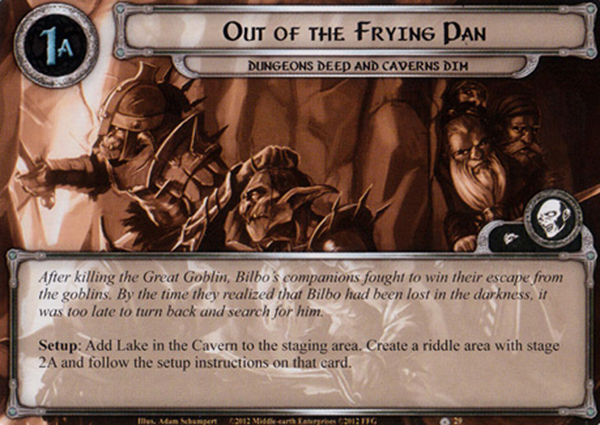 1A
Out of the Frying Pan
Dungeons Deep and Caverns Dim
After killing the Great Goblin, Bilbo's companions fought to win their escape from
the goblins. By the time they realized that Bilbo had been lost in the darkness, it
was too late to turn back and search for him.
Setup: Add Lake in the Cavern to the staging area. Create a riddle area with stage
2A and follow the setup instructions on that card.
Illus. Adam Schumpert ©2012 Middle-earth Enterprises ©2012 FFG 29